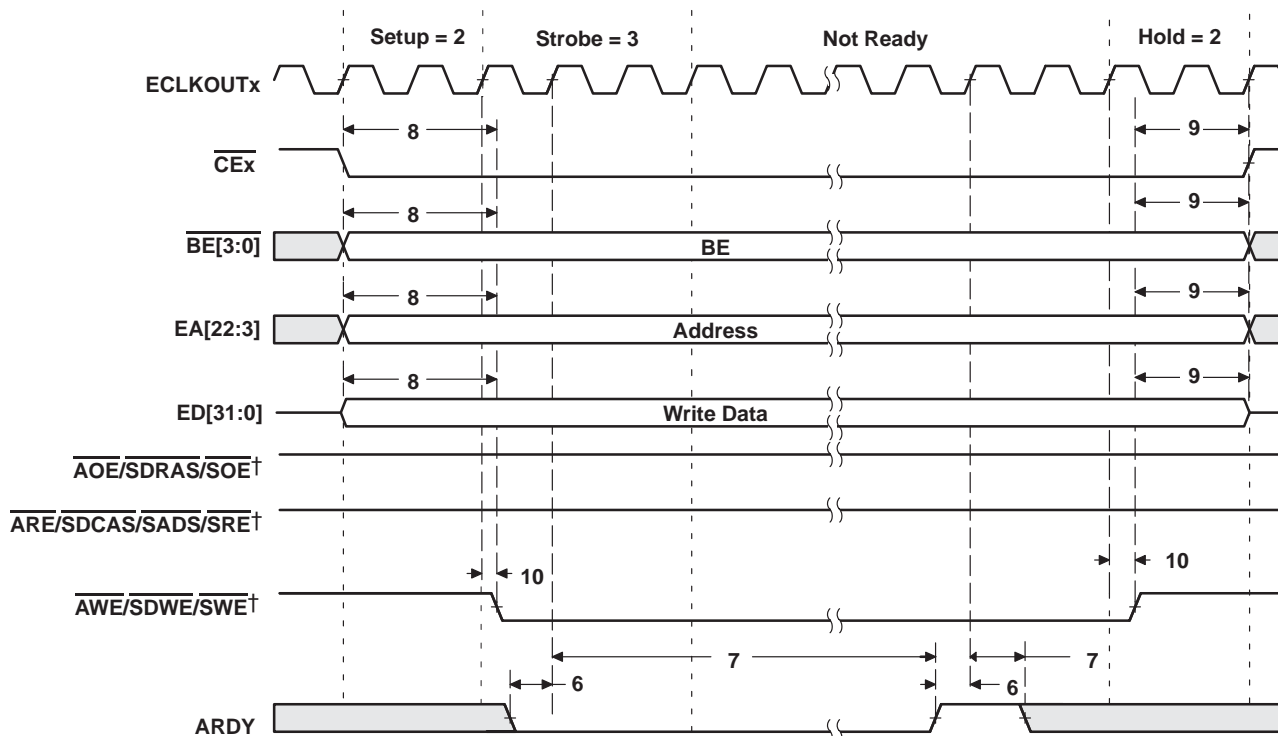 Setup = 2 Strobe = 3 Not Ready Hold = 2
ECLKOUTx
8 9
CEx
8 9
BE[3:0] BE
8 9
EA[22:3] Address
8 9
ED[31:0] Write Data
AOE/SDRAS/SOE†
ARE/SDCAS/SADS/SRE†
10 10
AWE/SDWE/SWE†
7 7
6 6
ARDY